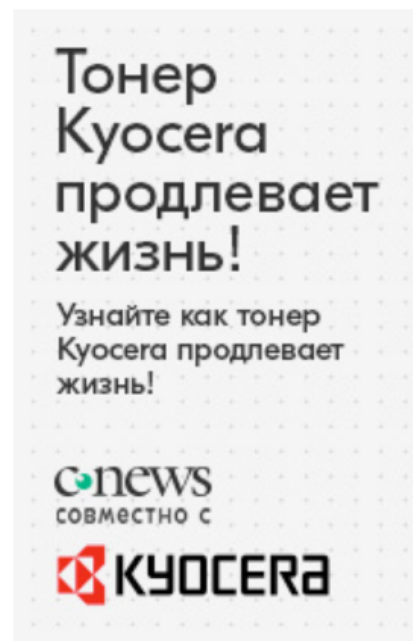 Тонер
Kyocera
продлевает
жизнь!
Узнайте как тонер
Kyocera продлевает
жизнь!
cnews
совместно с
KYOCERA